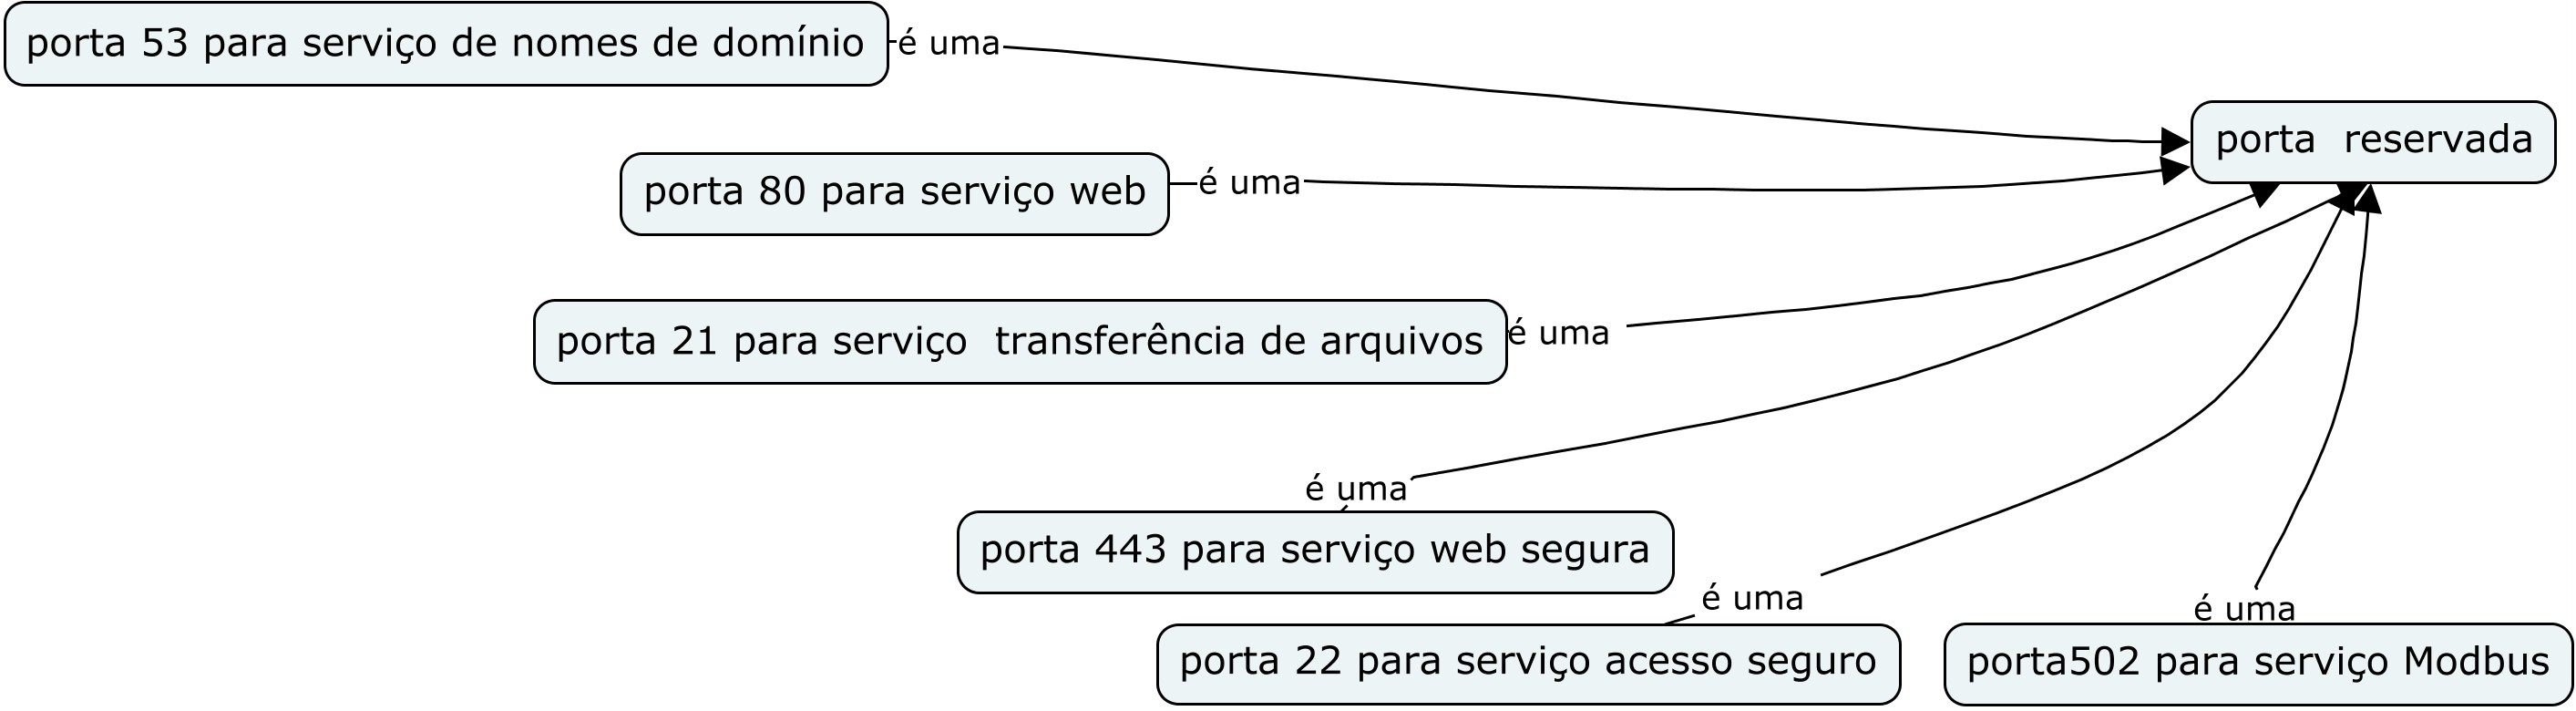 porta 53 para serviço de nomes de domínio
é uma
porta reservada
porta 80 para serviço web
é uma
porta 21 para serviço transferência de arquivos
é uma
é uma
porta 443 para serviço web segura
é uma
porta 22 para serviço acesso seguro
é uma
porta502 para serviço Modbus